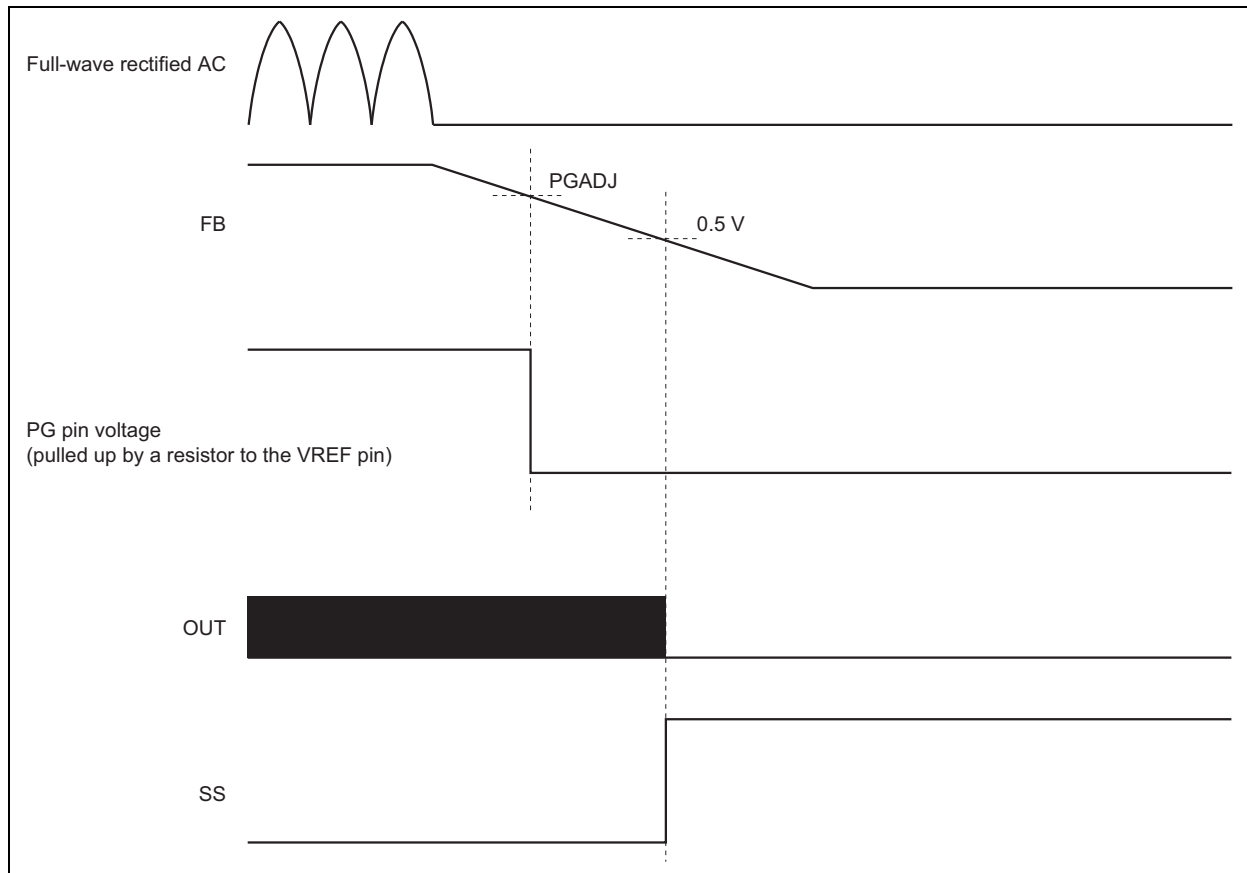 Full-wave rectified AC
PGADJ
FB
0.5 V
PG pin voltage
(pulled up by a resistor to the VREF pin)
OUT
SS